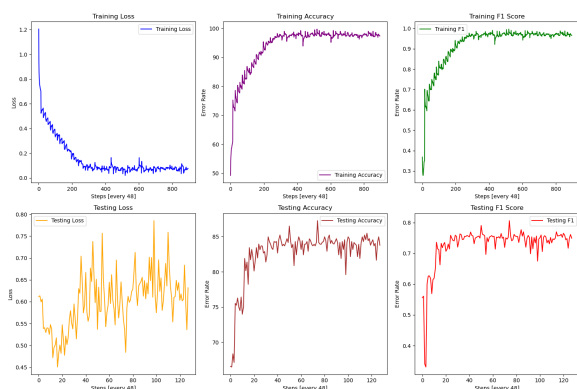 Training Loss
Training Loss
1.2
1.0
0.8
0.6
0.4
0.2
0.0
Loss
0 200 400 600 800
Steps [every 48]
Training Accuracy
Training Accuracy
100
90
80
70
60
50
Error Rate
0 200 400 600 800
Steps [every 48]
Training F1 Score
Training F1
1.0
0.9
0.8
0.7
0.6
0.5
0.4
0.3
Error Rate
0 200 400 600 800
Steps [every 48]
Testing Loss
Testing Loss
0.80
0.75
0.70
0.65
0.60
0.55
0.50
0.45
Loss
0 20 40 60 80 100 120
Steps [every 48]
Testing Accuracy
Testing Accuracy
85
80
75
70
Error Rate
0 20 40 60 80 100 120
Steps [every 48]
Testing F1 Score
Testing F1
0.8
0.7
0.6
0.5
0.4
Error Rate
0 20 40 60 80 100 120
Steps [every 48]